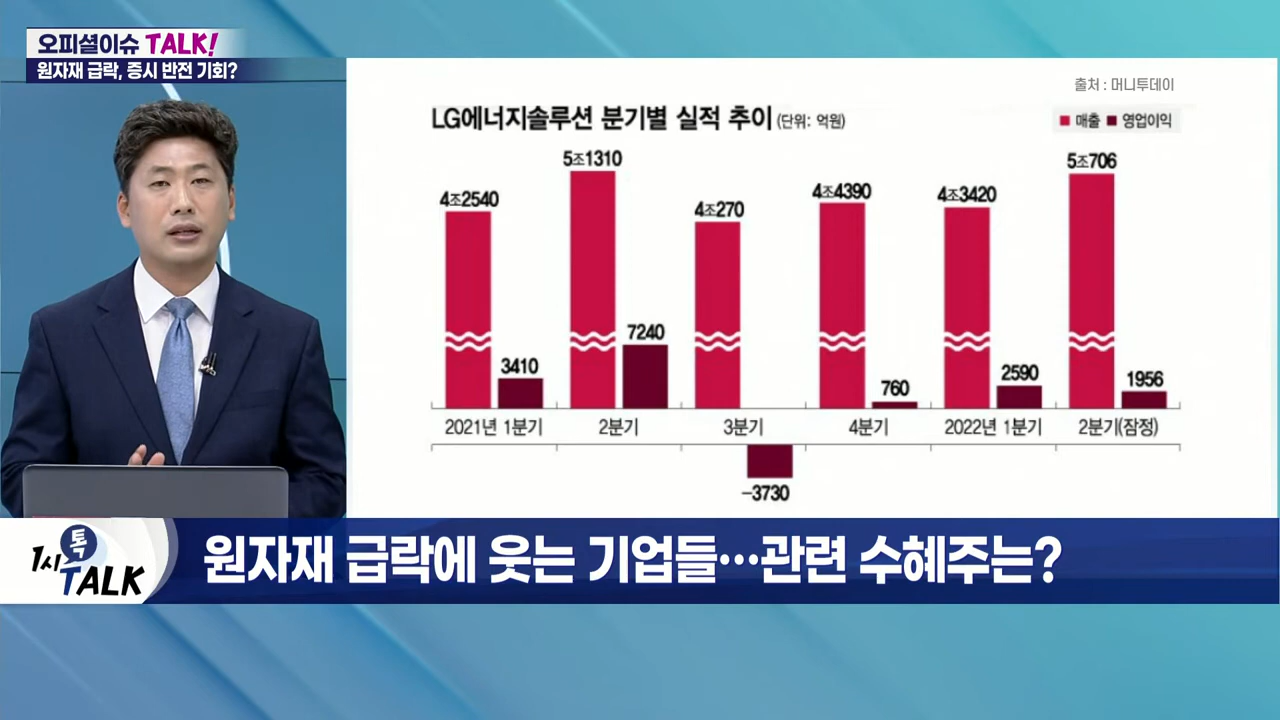 오피셜이슈 TALK!
원자재 급락, 증시 반전 기회?
출처 : 머니투데이
LG에너지솔루션 분기별 실적 추이 (단위: 억원)
매출 영업이익
4조2540
5조1310
4조270
4조4390
4조3420
5조706
3410
7240
760
2590
1956
2021년 1분기
2분기
3분기
4분기
2022년 1분기
2분기(잠정)
-3730
1시톡
TALK
원자재 급락에 웃는 기업들…관련 수혜주는?